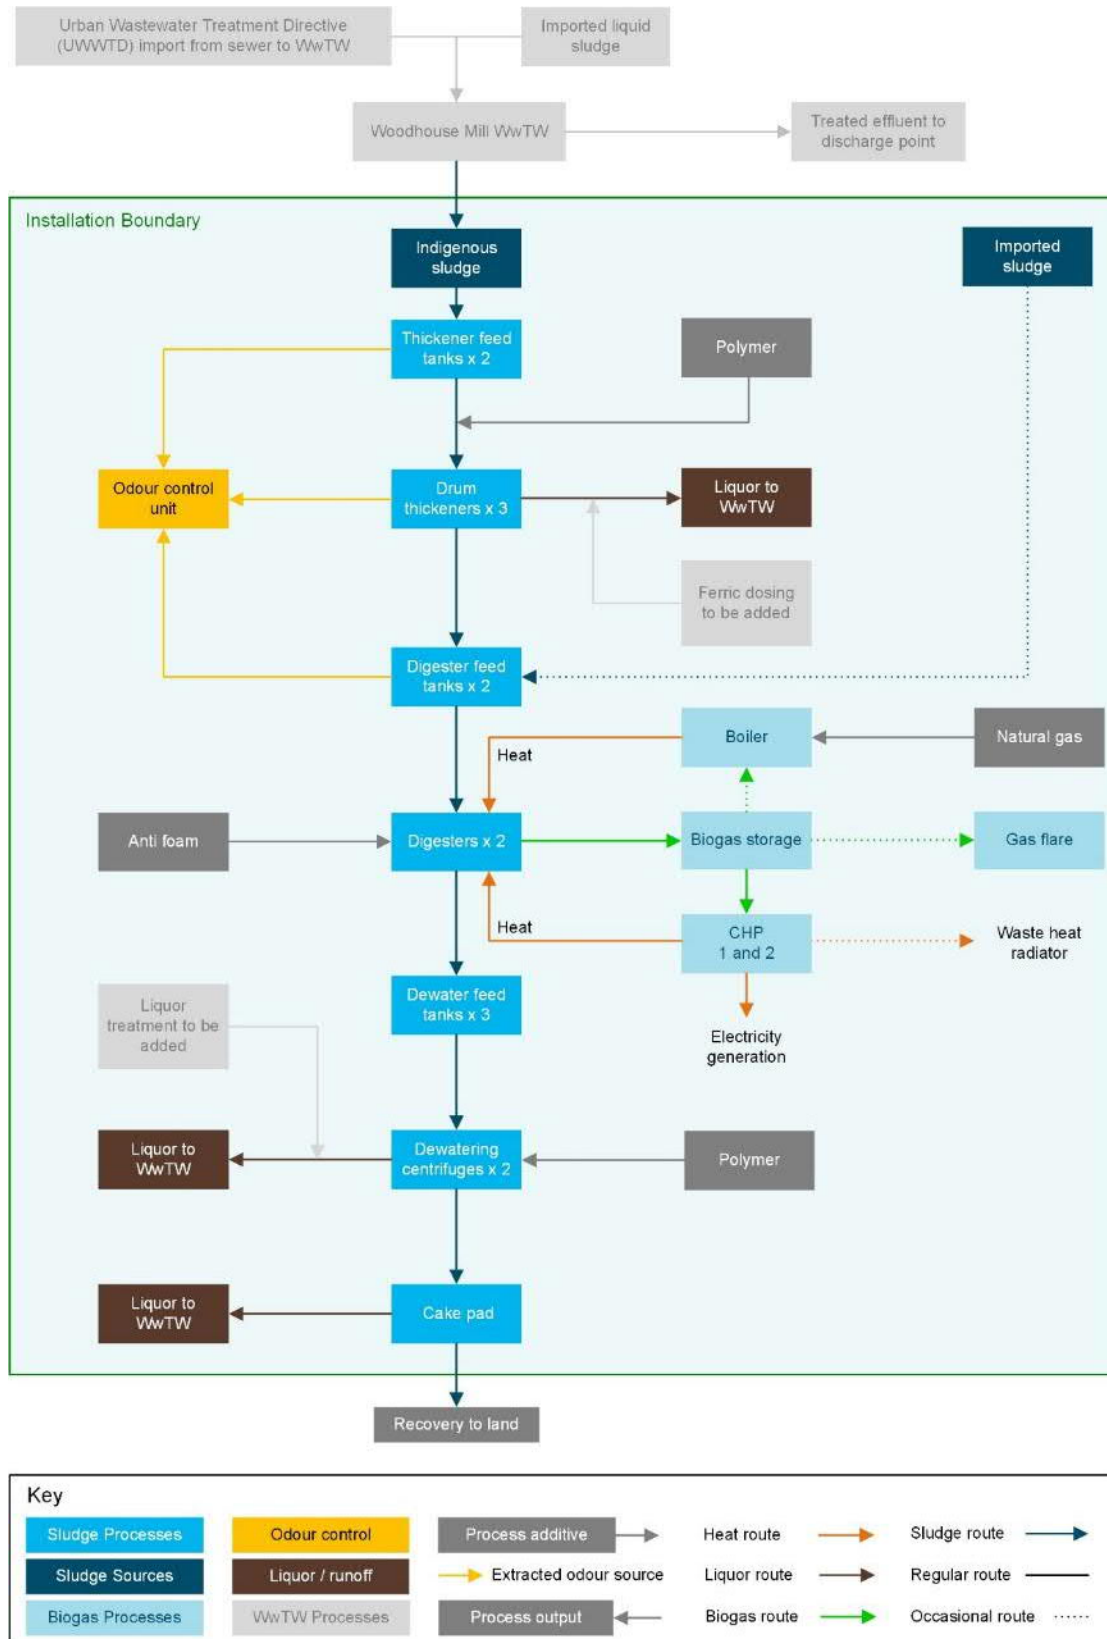 Urban Wastewater Treatment Directive
(UWWTD) import from sewer to WwTW
Imported liquid
sludge
Woodhouse Mill WwTW
Treated effluent to
discharge point
Installation Boundary
Indigenous
sludge
Imported
sludge
Thickener feed
tanks x 2
Polymer
Odour control
unit
Drum
thickeners x 3
Liquor to
WwTW
Ferric dosing
to be added
Digester feed
tanks x 2
Heat
Boiler
Natural gas
Anti foam
Digesters x 2
Biogas storage
Gas flare
Heat
CHP
1 and 2
Waste heat
radiator
Liquor
treatment to be
added
Dewater feed
tanks x 3
Electricity
generation
Liquor to
WwTW
Dewatering
centrifuges x 2
Polymer
Liquor to
WwTW
Cake pad
Recovery to land
Key
Sludge Processes
Odour control
Process additive
Heat route
Sludge route
Sludge Sources
Liquor / runoff
Extracted odour source
Liquor route
Regular route
Biogas Processes
WwTW Processes
Process output
Biogas route
Occasional route